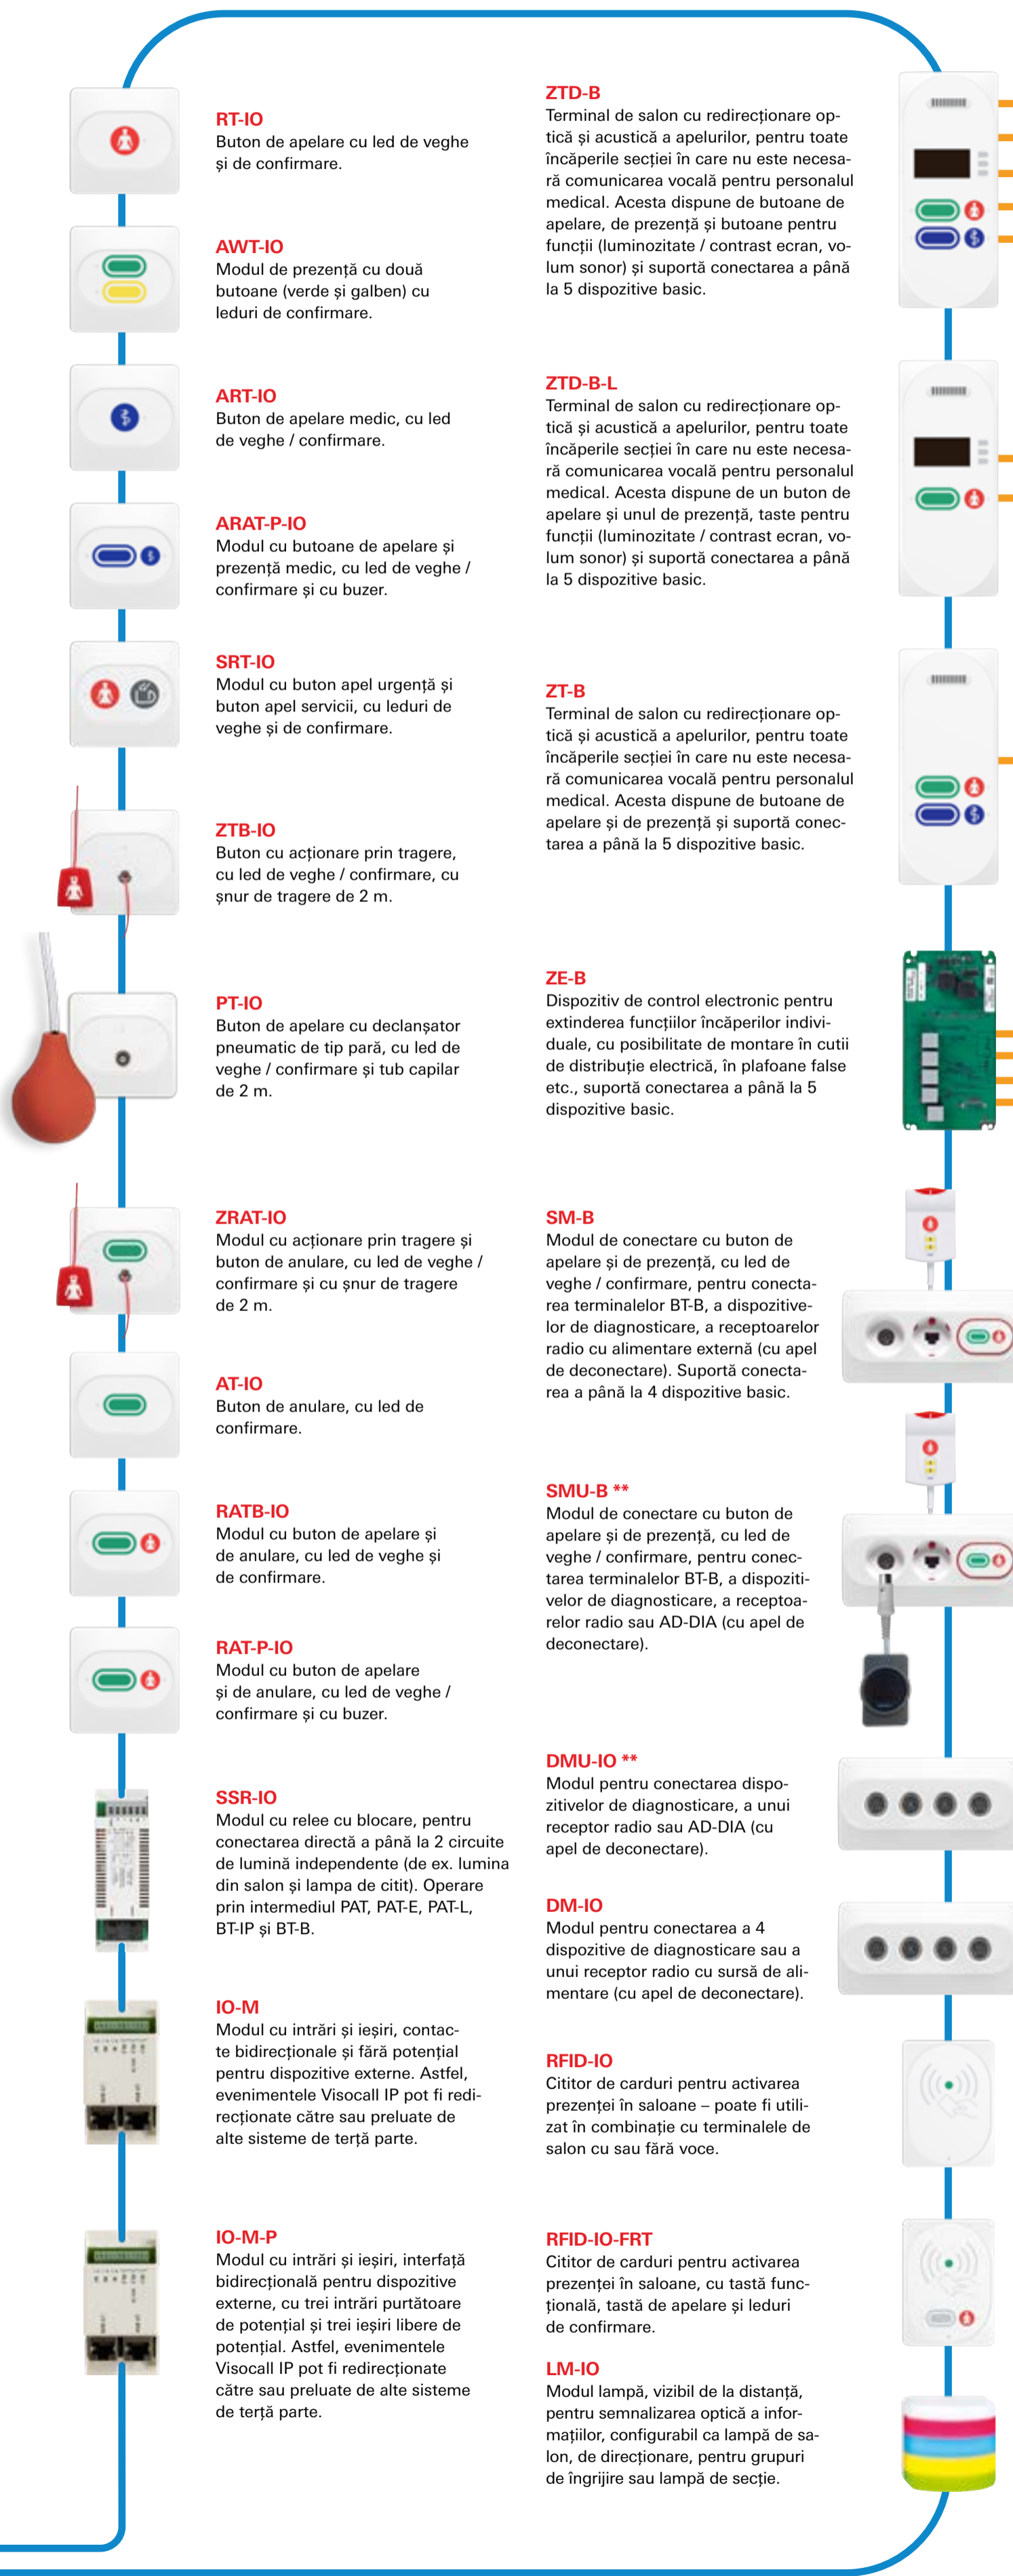 RT-IO
Buton de apelare cu led de veghe
și de confirmare.
AWT-IO
Modul de prezență cu două
butoane (verde și galben) cu
leduri de confirmare.
ART-IO
Buton de apelare medic, cu led
de veghe / confirmare.
ARAT-P-IO
Modul cu butoane de apelare și
prezență medic, cu led de veghe /
confirmare și cu buzer.
SRT-IO
Modul cu buton apel urgență și
buton apel servicii, cu leduri de
veghe și de confirmare.
ZTB-IO
Buton cu acționare prin tragere,
cu led de veghe / confirmare, cu
șnur de tragere de 2 m.
PT-IO
Buton de apelare cu declanșator
pneumatic de tip pară, cu led de
veghe / confirmare și tub capilar
de 2 m.
ZRAT-IO
Modul cu acționare prin tragere și
buton de anulare, cu led de veghe /
confirmare și cu șnur de tragere
de 2 m.
AT-IO
Buton de anulare, cu led de
confirmare.
RATB-IO
Modul cu buton de apelare și
de anulare, cu led de veghe și
de confirmare.
RAT-P-IO
Modul cu buton de apelare
și de anulare, cu led de veghe /
confirmare și cu buzer.
SSR-IO
Modul cu relee cu blocare, pentru
conectarea directă a până la 2 circuite
de lumină independente (de ex. lumina
din salon și lampa de citit). Operare
prin intermediul PAT, PAT-E, PAT-L,
BT-IP și BT-B.
IO-M
Modul cu intrări și ieșiri, contac-
te bidirecționale și fără potențial
pentru dispozitive externe. Astfel,
evenimentele Visocall IP pot fi redi-
recționate către sau preluate de
alte sisteme de terță parte.
IO-M-P
Modul cu intrări și ieșiri, interfață
bidirecțională pentru dispozitive
externe, cu trei intrări purtătoare
de potențial și trei ieșiri libere de
potențial. Astfel, evenimentele
Visocall IP pot fi redirecționate
către sau preluate de alte sisteme
de terță parte.
ZTD-B
Terminal de salon cu redirecționare op-
tică și acustică a apelurilor, pentru toate
încăperile secției în care nu este necesa-
ră comunicarea vocală pentru personalul
medical. Acesta dispune de butoane de
apelare, de prezență și butoane pentru
funcții (luminozitate / contrast ecran, vo-
lum sonor) și suportă conectarea a până
la 5 dispozitive basic.
ZTD-B-L
Terminal de salon cu redirecționare op-
tică și acustică a apelurilor, pentru toate
încăperile secției în care nu este necesa-
ră comunicarea vocală pentru personalul
medical. Acesta dispune de un buton de
apelare și unul de prezență, taste pentru
funcții (luminozitate / contrast ecran, vo-
lum sonor) și suportă conectarea a până
la 5 dispozitive basic.
ZT-B
Terminal de salon cu redirecționare op-
tică și acustică a apelurilor, pentru toate
încăperile secției în care nu este necesa-
ră comunicarea vocală pentru personalul
medical. Acesta dispune de butoane de
apelare și de prezență și suportă conec-
tarea a până la 5 dispozitive basic.
ZE-B
Dispozitiv de control electronic pentru
extinderea funcțiilor încăperilor indivi-
duale, cu posibilitate de montare în cutii
de distribuție electrică, în plafoane false
etc., suportă conectarea a până la 5
dispozitive basic.
SM-B
Modul de conectare cu buton de
apelare și de prezență, cu led de
veghe / confirmare, pentru conecta-
rea terminalelor BT-B, a dispozitive-
lor de diagnosticare, a receptoarelor
radio cu alimentare externă (cu apel
de deconectare). Suportă conecta-
rea a până la 4 dispozitive basic.
SMU-B **
Modul de conectare cu buton de
apelare și de prezență, cu led de
veghe / confirmare, pentru conec-
tarea terminalelor BT-B, a dispoziti-
velor de diagnosticare, a receptoa-
relor radio sau AD-DIA (cu apel de
deconectare).
DMU-IO **
Modul pentru conectarea dispo-
zitivelor de diagnosticare, a unui
receptor radio sau AD-DIA (cu
apel de deconectare).
DM-IO
Modul pentru conectarea a 4
dispozitive de diagnosticare sau a
unui receptor radio cu sursă de ali-
mentare (cu apel de deconectare).
RFID-IO
Cititor de carduri pentru activarea
prezenței în saloane – poate fi utili-
zat în combinație cu terminalele de
salon cu sau fără voce.
RFID-IO-FRT
Cititor de carduri pentru activarea
prezenței în saloane, cu tastă func-
țională, tastă de apelare și leduri
de confirmare.
LM-IO
Modul lampă, vizibil de la distanță,
pentru semnalizarea optică a infor-
mațiilor, configurabil ca lampă de sa-
lon, de direcționare, pentru grupuri
de îngrijire sau lampă de secție.